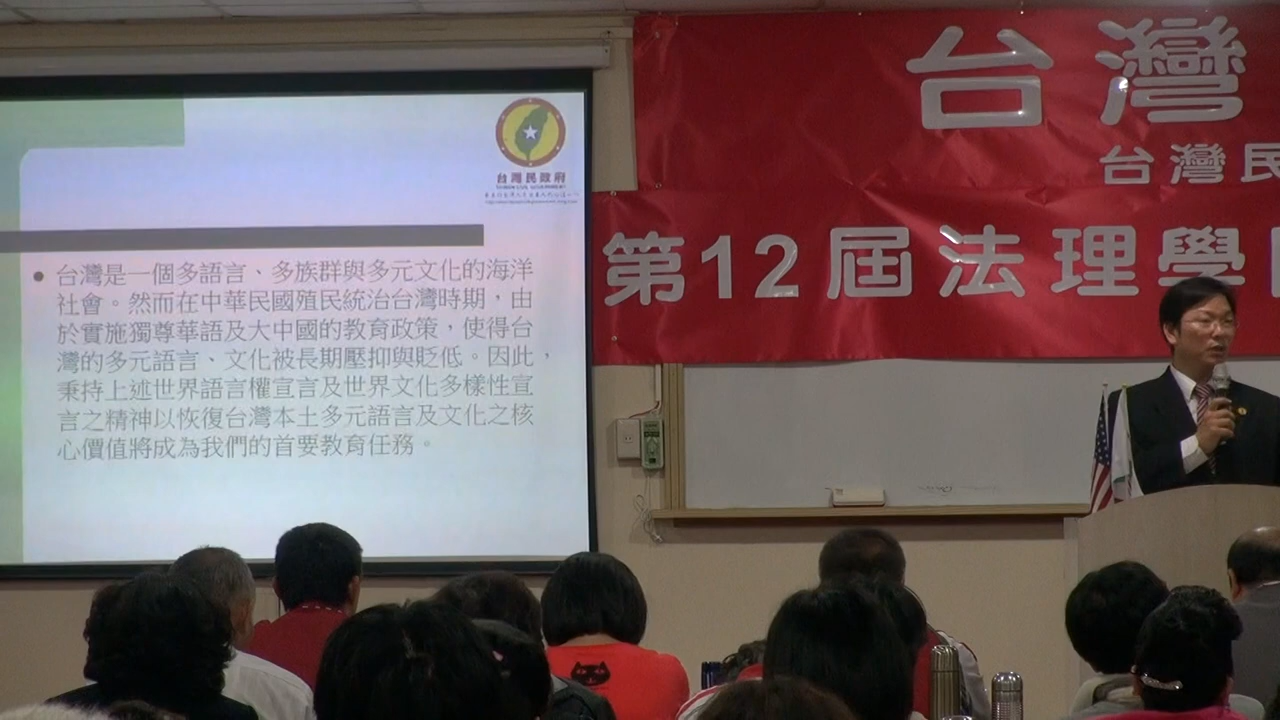 台灣民政府
台灣是一個多語言、多族群與多元文化的海洋
社會。然而在中華民國殖民統治台灣時期，由
於實施獨尊華語及大中國的教育政策，使得台
灣的多元語言、文化被長期壓抑與貶低。因此，
秉持上述世界語言權宣言及世界文化多樣性宣
言之精神以恢復台灣本土多元語言及文化之核
心價值將成為我們的首要教育任務。
台灣
台灣民
第12屆法理學